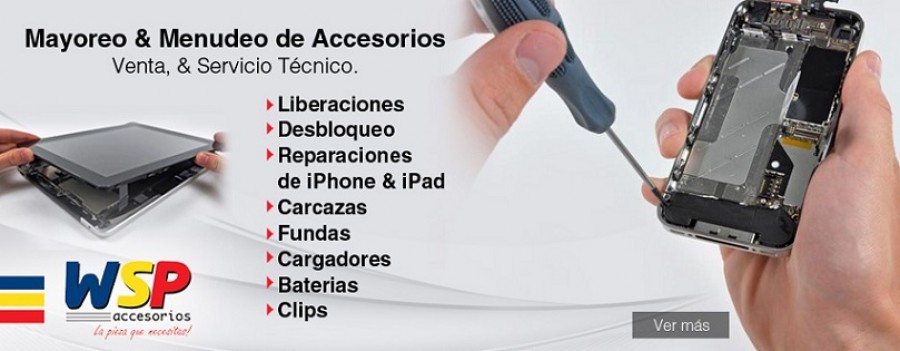 Mayoreo & Menudeo de Accesorios
Venta, & Servicio Técnico.
Liberaciones
Desbloqueo
Reparaciones
de iPhone & iPad
Carcazas
Fundas
Cargadores
Baterias
Clips
WSP
accesorios
La pieza que necesitas!
Ver más